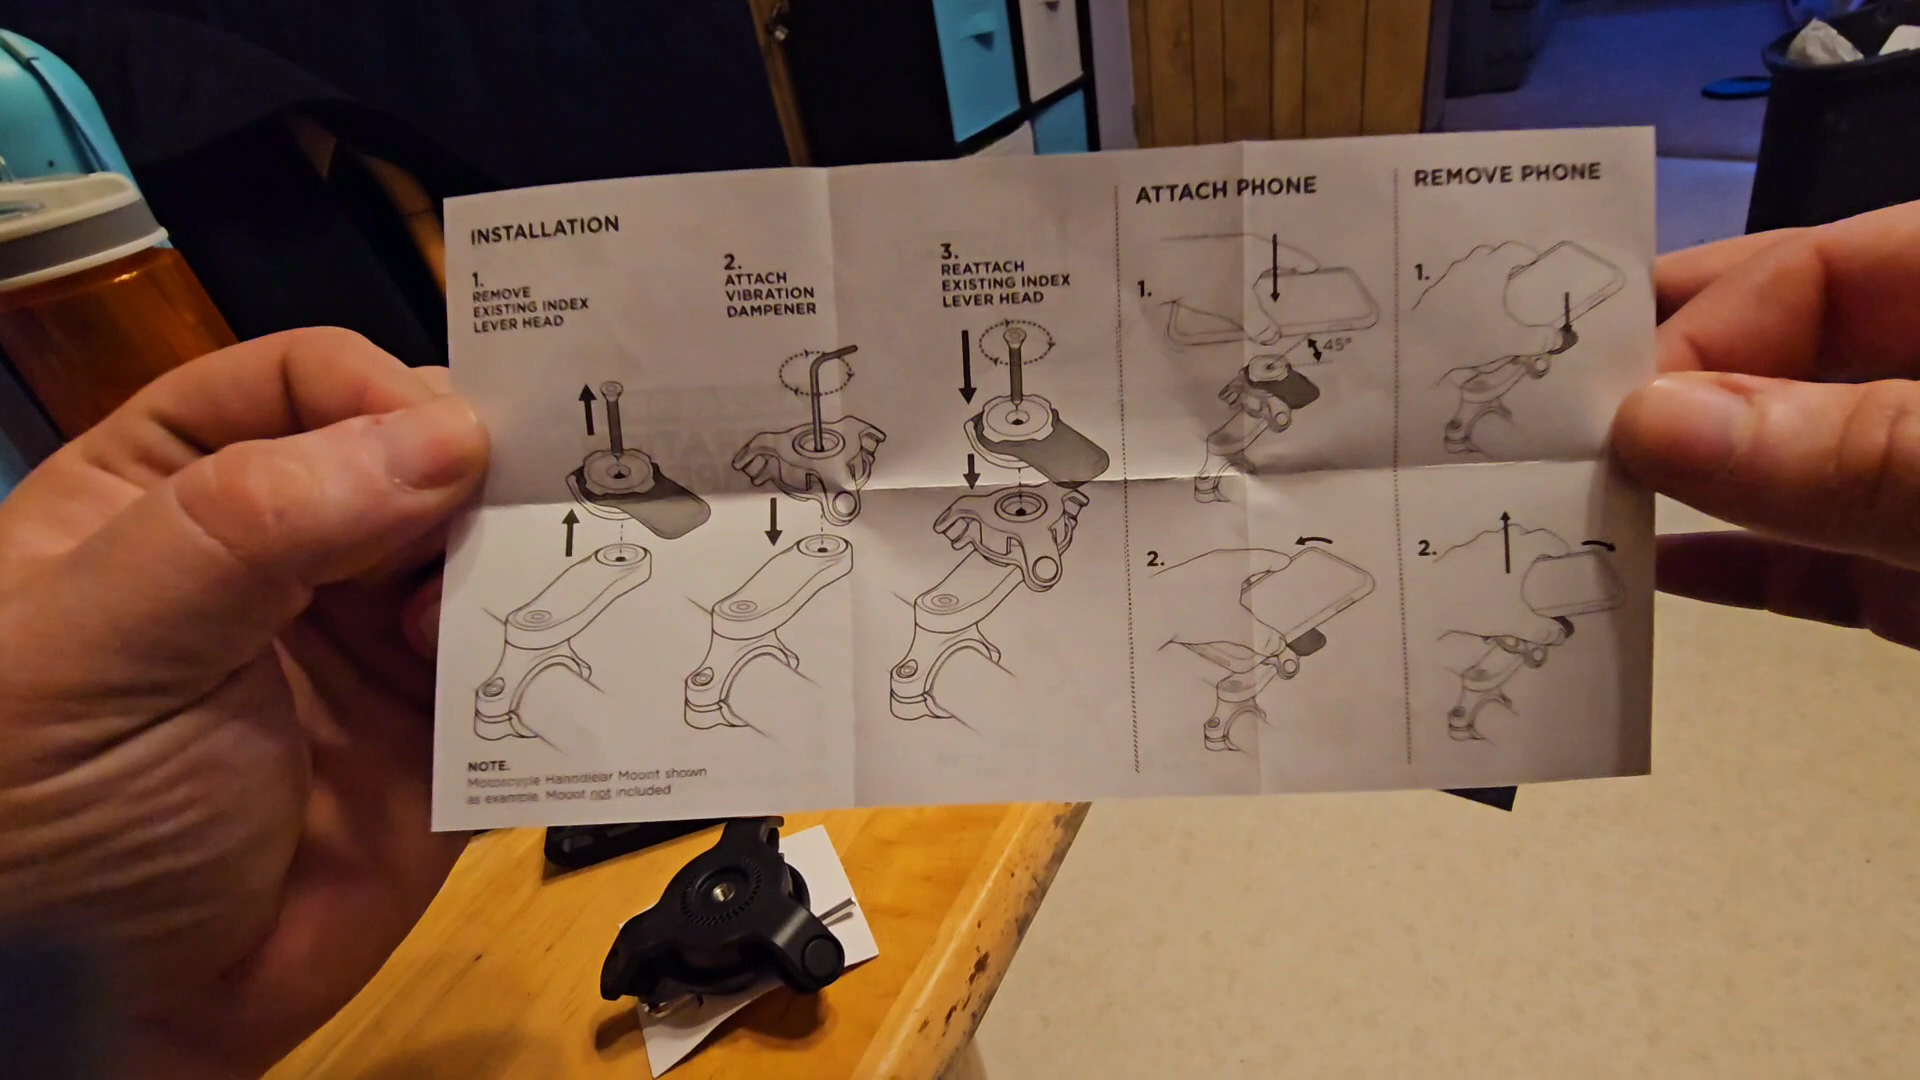 INSTALLATION
1.
REMOVE
EXISTING INDEX
LEVER HEAD
2.
ATTACH
VIBRATION
DAMPENER
3.
REATTACH
EXISTING INDEX
LEVER HEAD
NOTE.
Motorcycle Handlebar Mount shown
as example. Mount not included
ATTACH PHONE
1.
45°
2.
REMOVE PHONE
1.
2.